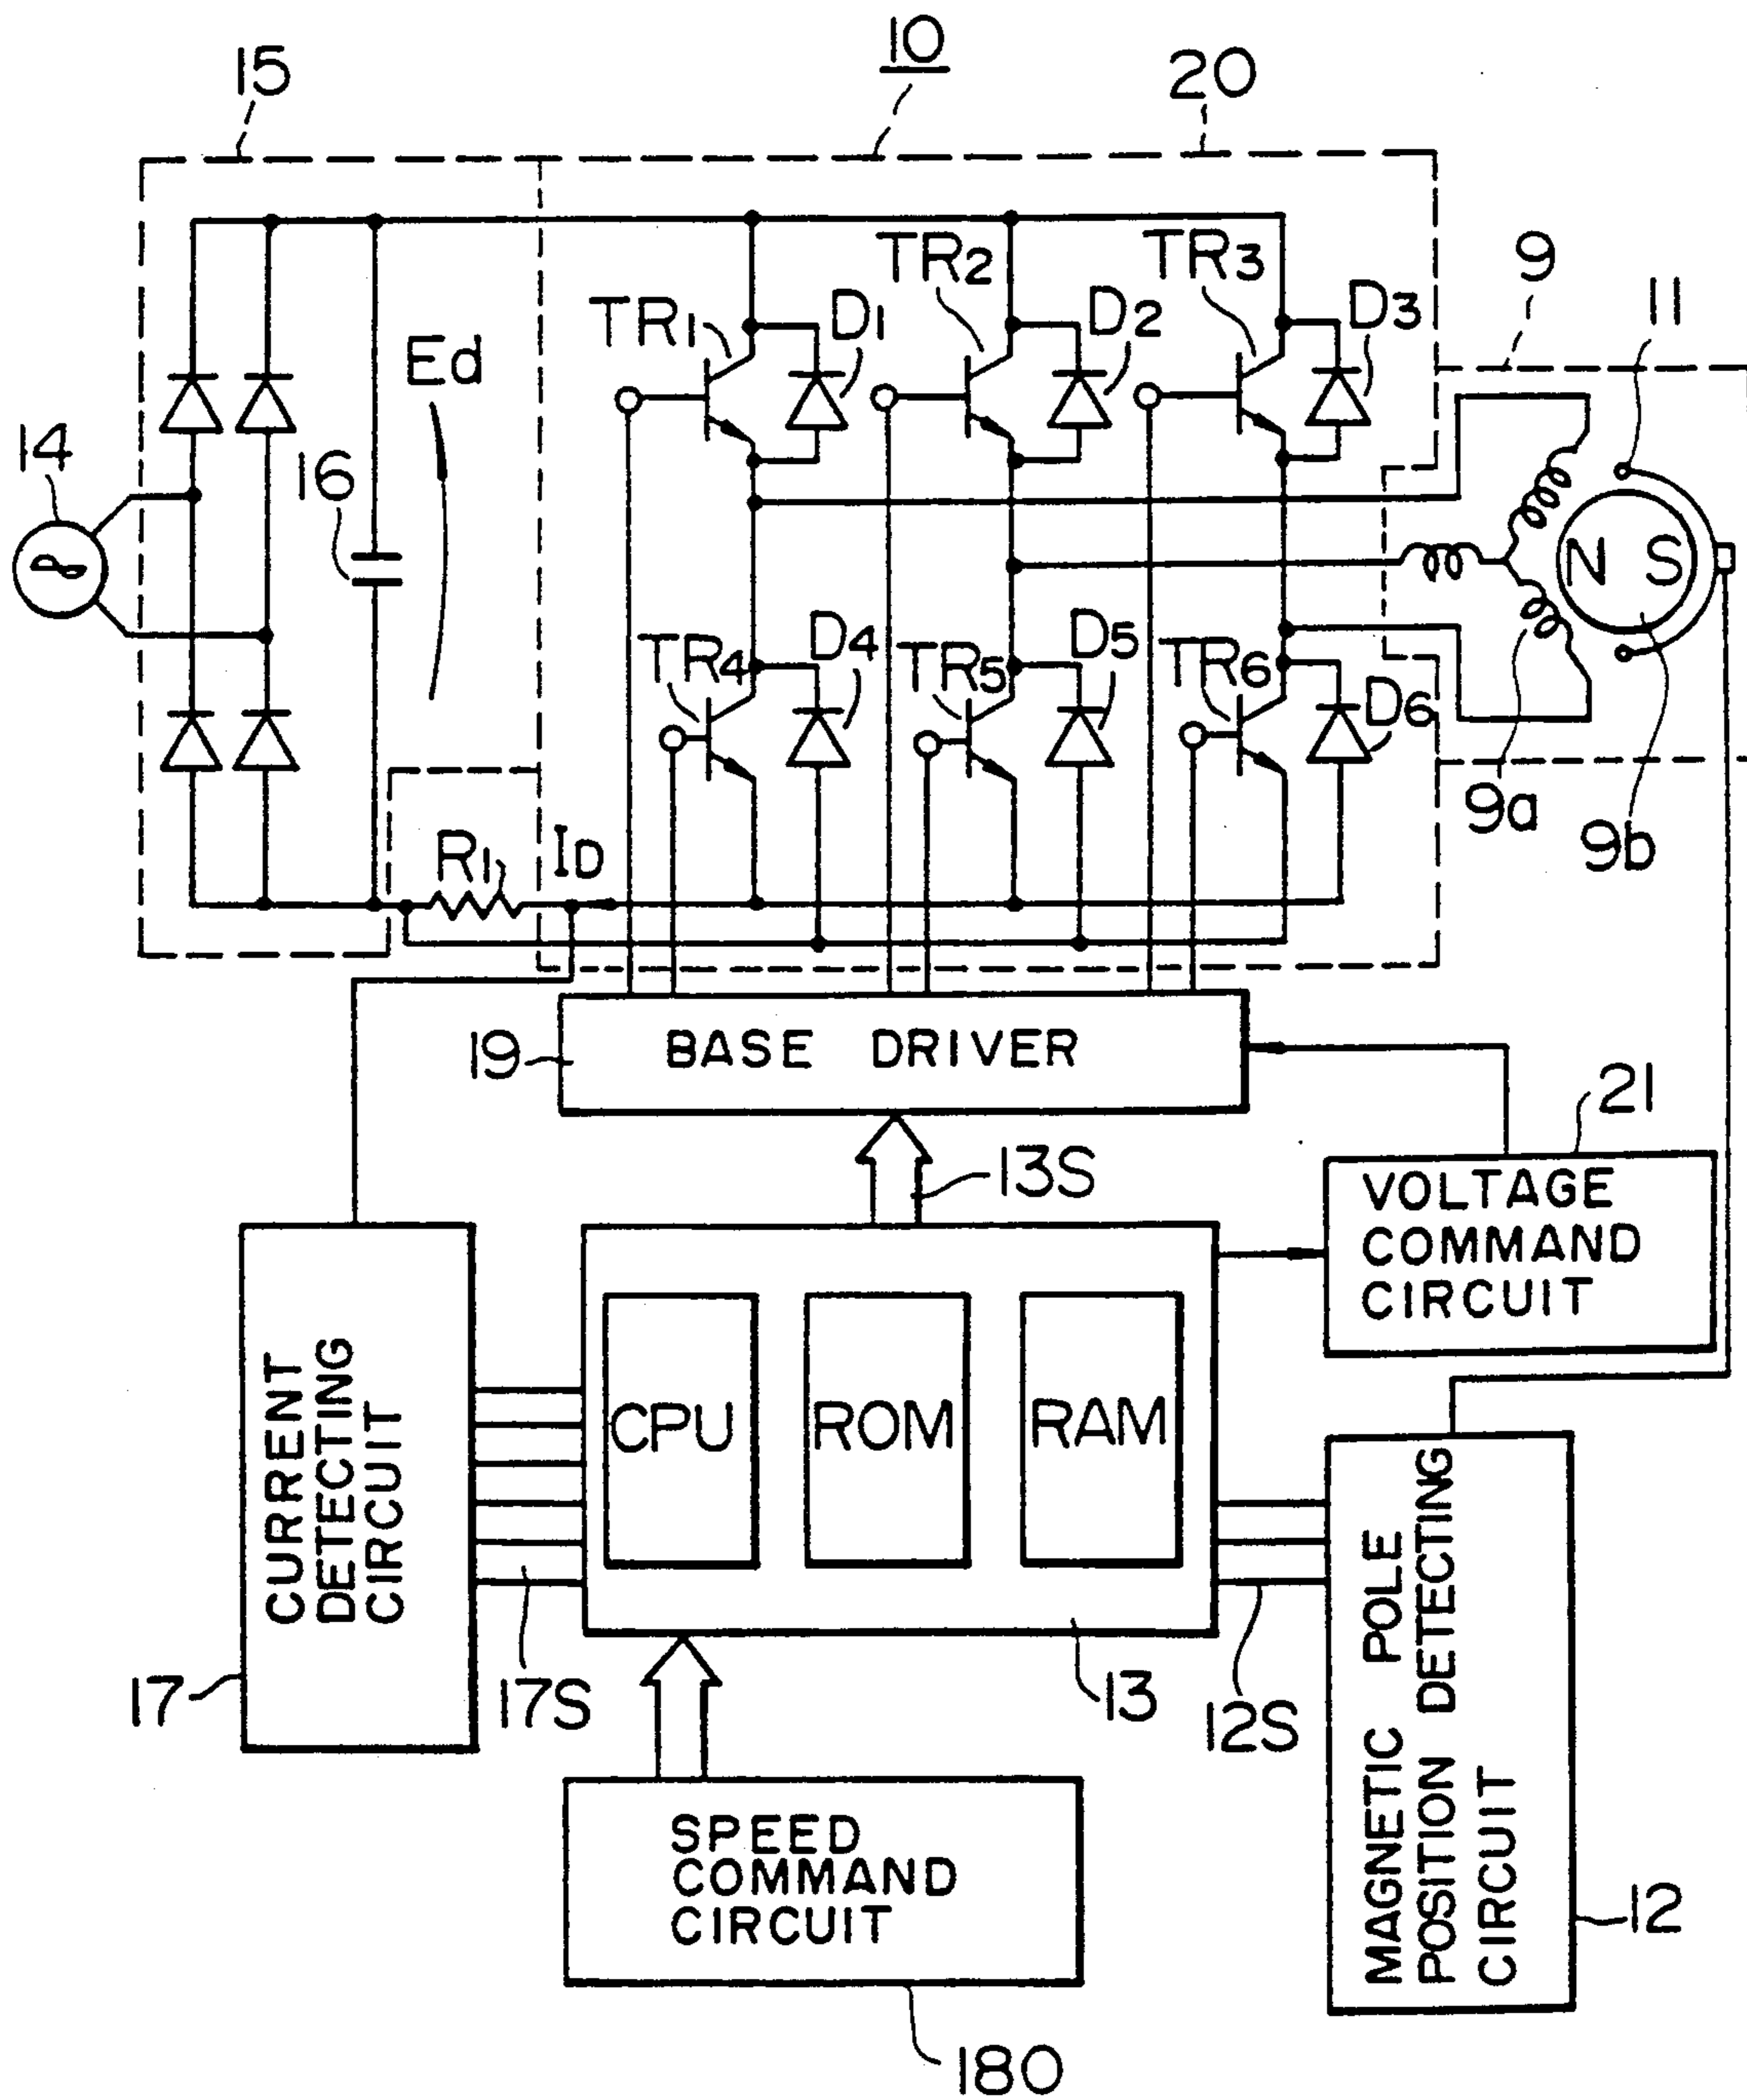 10
15
20
TR1
TR2
TR3
D1
D2
D3
9
11
Ed
14
16
N S
TR4
D4
TR5
D5
TR6
D6
9a
9b
R1
ID
19
BASE DRIVER
21
13S
VOLTAGE
COMMAND
CIRCUIT
CURRENT
DETECTING
CIRCUIT
CPU
ROM
RAM
MAGNETIC POLE
POSITION DETECTING
CIRCUIT
17
17S
13
12S
12
SPEED
COMMAND
CIRCUIT
180